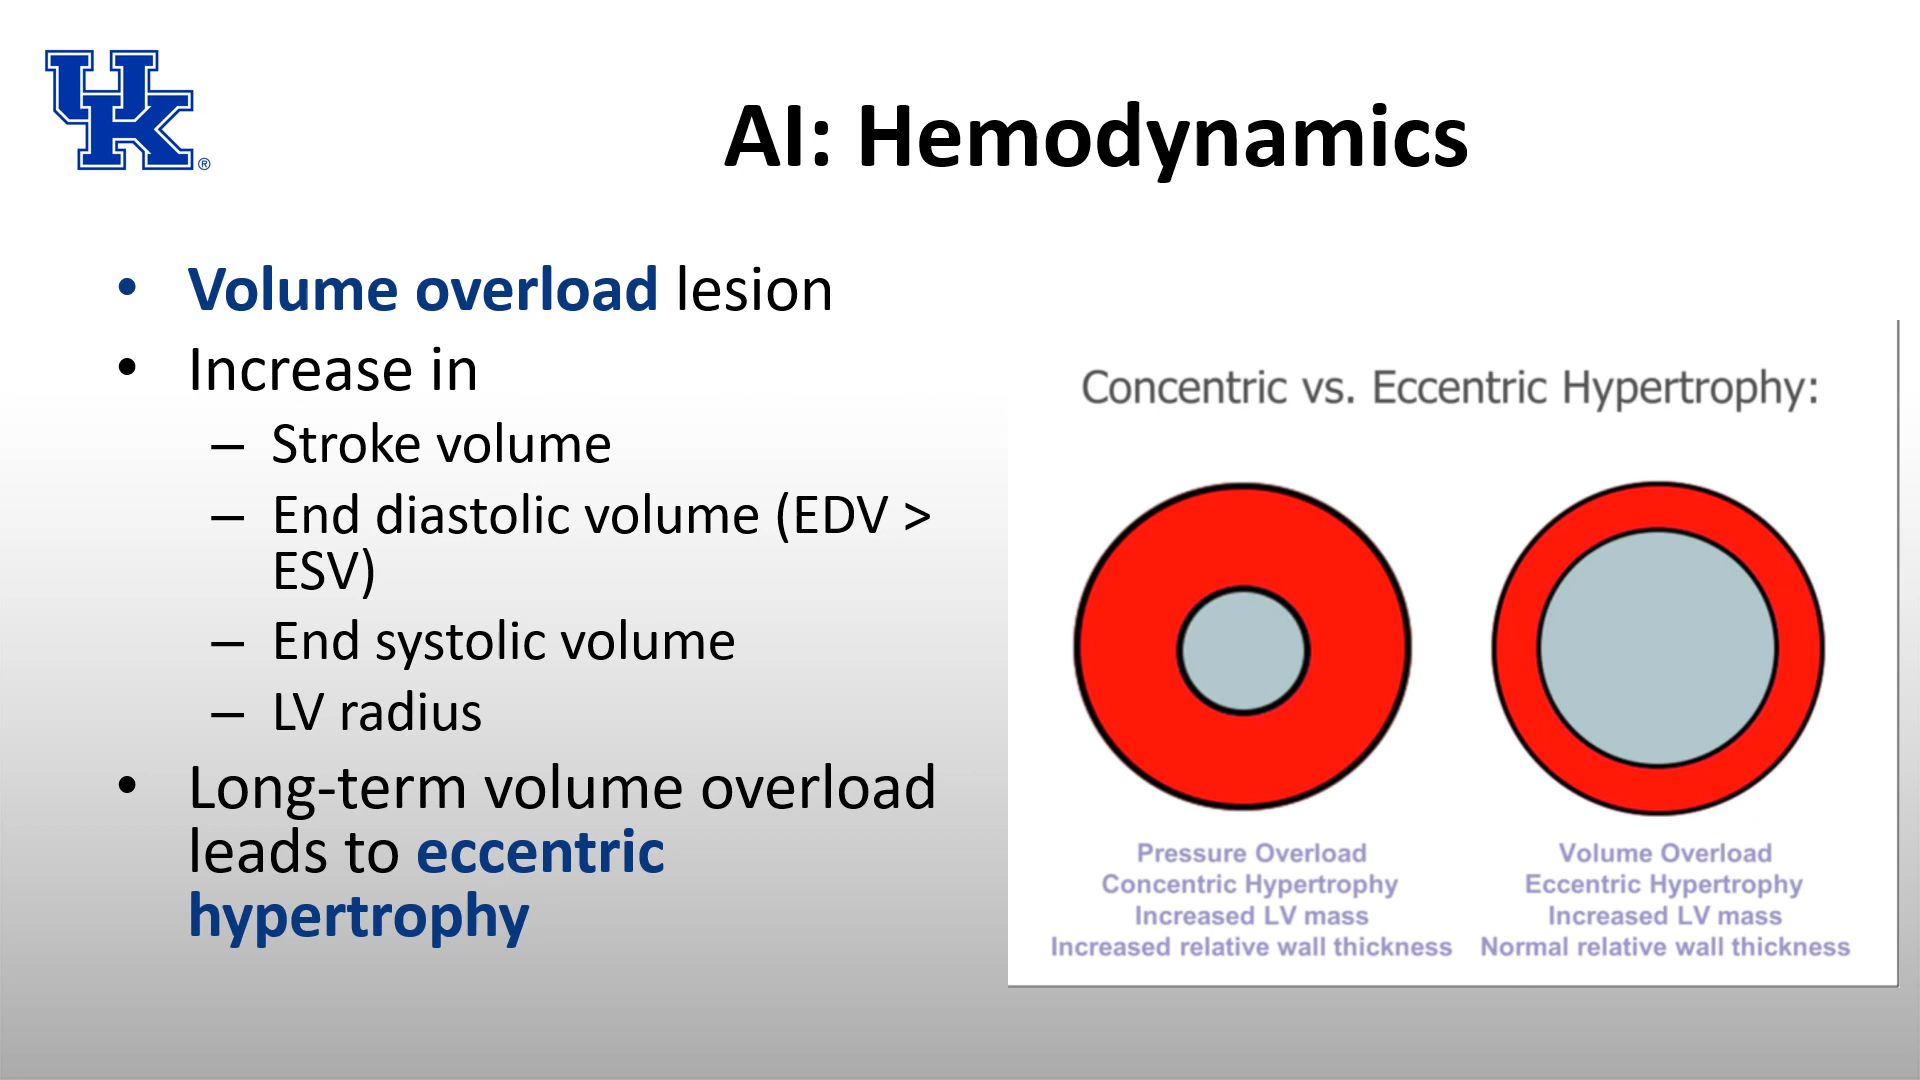 UK®
AI: Hemodynamics
• Volume overload lesion
• Increase in
– Stroke volume
– End diastolic volume (EDV >
ESV)
– End systolic volume
– LV radius
• Long-term volume overload
leads to eccentric
hypertrophy
Concentric vs. Eccentric Hypertrophy:
Pressure Overload
Concentric Hypertrophy
Increased LV mass
Increased relative wall thickness
Volume Overload
Eccentric Hypertrophy
Increased LV mass
Normal relative wall thickness